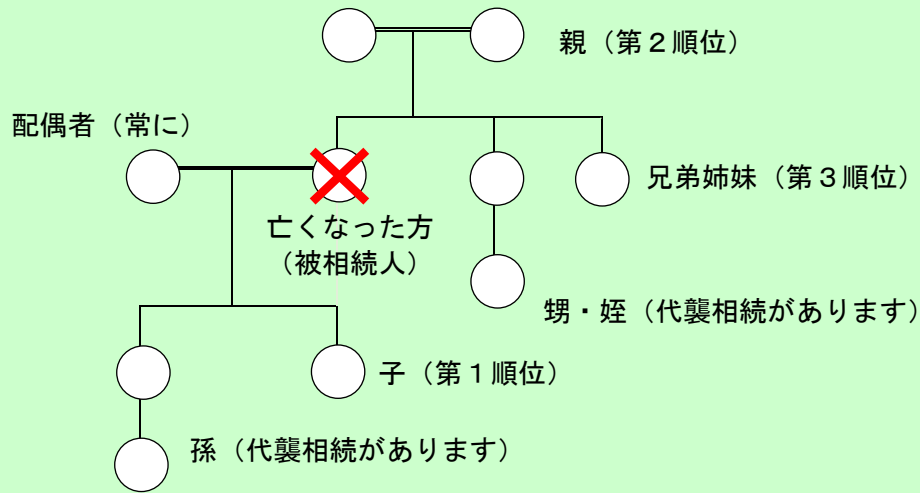 親（第２順位）
配偶者（常に）
兄弟姉妹（第３順位）
亡くなった方
（被相続人）
甥・姪（代襲相続があります）
子（第１順位）
孫（代襲相続があります）